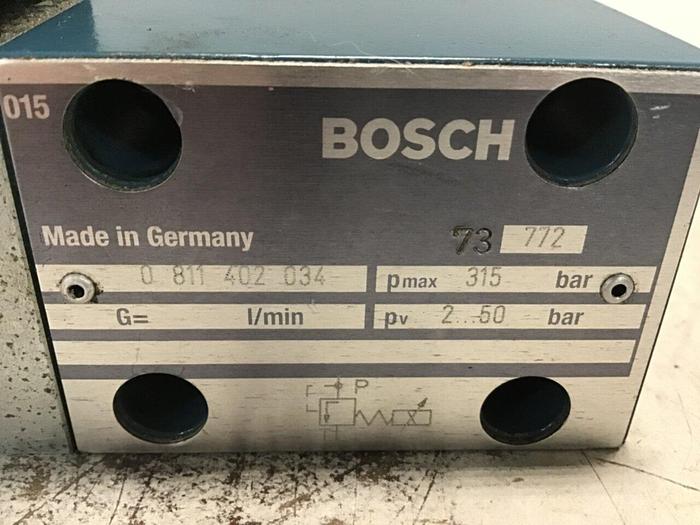 015
BOSCH
Made in Germany
73 772
0 811 402 034
pmax 315 bar
G= l/min
pv 2...50 bar
P